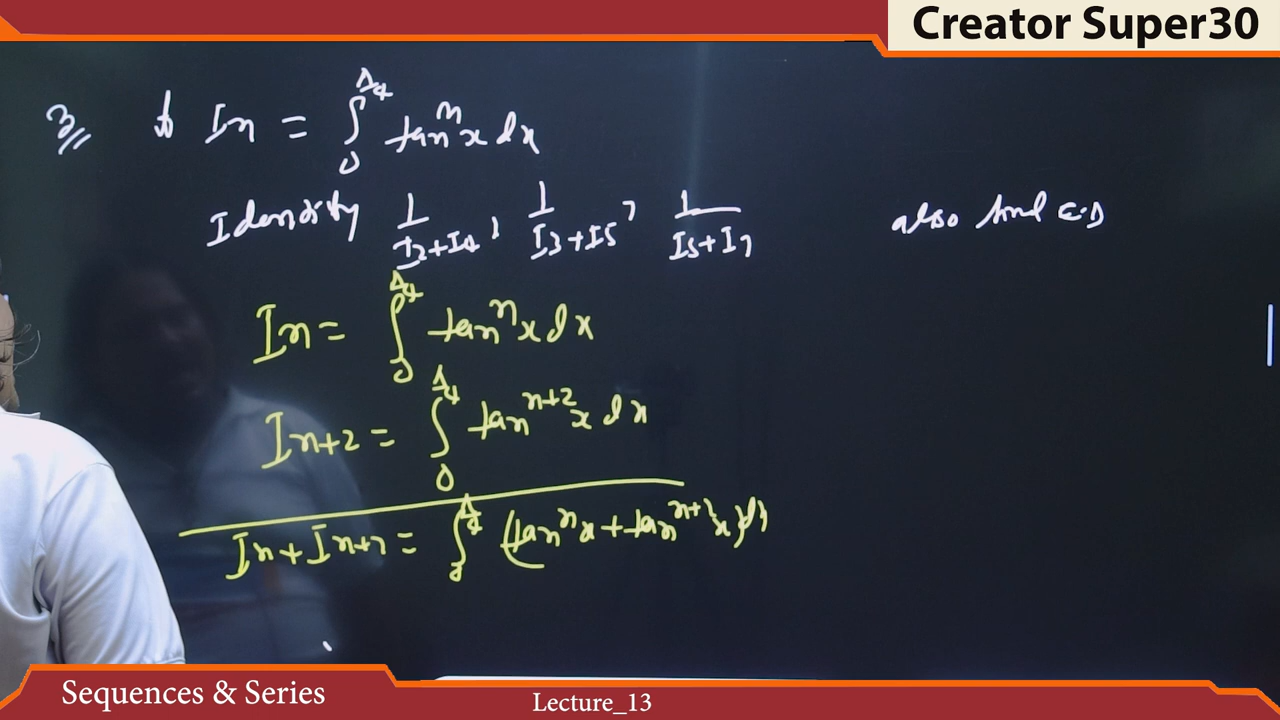 Creator Super30
3 If In = ∫₀^{π/4} tanⁿx dx
Identify 1/(I2+I4), 1/(I3+I5), 1/(I5+I7) also find C.D
In = ∫₀^{π/4} tanⁿx dx
In+2 = ∫₀^{π/4} tanⁿ⁺²x dx
In + In+2 = ∫₀^{π/4} (tanⁿx + tanⁿ⁺²x) dx
Sequences & Series
Lecture_13